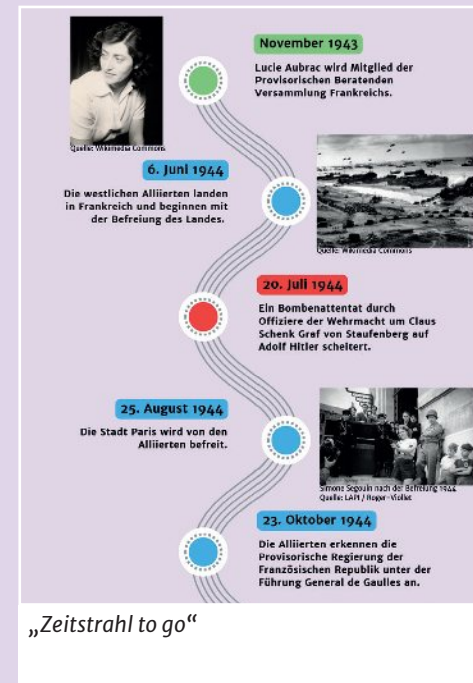 November 1943
Lucie Aubrac wird Mitglied der
Provisorischen Beratenden
Versammlung Frankreichs.
Quelle: Wikimedia Commons
6. Juni 1944
Die westlichen Alliierten landen
in Frankreich und beginnen mit
der Befreiung des Landes.
Quelle: Wikimedia Commons
20. Juli 1944
Ein Bombenattentat durch
Offiziere der Wehrmacht um Claus
Schenk Graf von Staufenberg auf
Adolf Hitler scheitert.
25. August 1944
Die Stadt Paris wird von den
Alliierten befreit.
Simone Segouin nach der Befreiung 1944
Quelle: LAPI / Roger-Viollet
23. Oktober 1944
Die Alliierten erkennen die
Provisorische Regierung der
Französischen Republik unter der
Führung General de Gaulles an.
„Zeitstrahl to go“